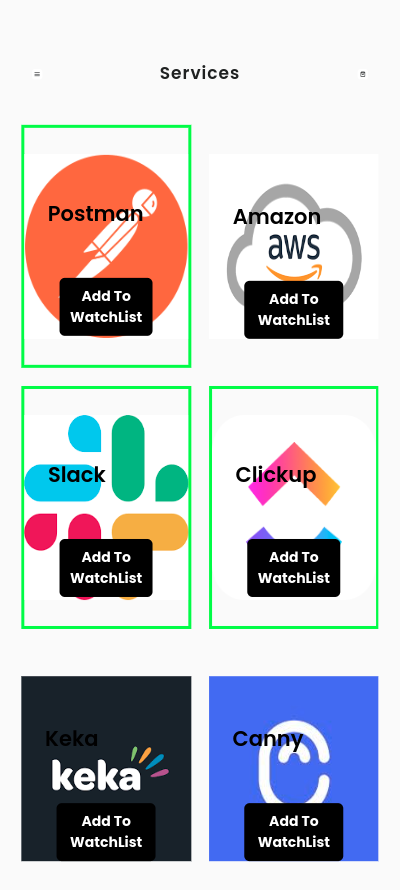 Services
Postman
Add To
WatchList
Amazon
aws
Add To
WatchList
Slack
Add To
WatchList
Clickup
Add To
WatchList
Keka
keka
Add To
WatchList
Canny
Add To
WatchList